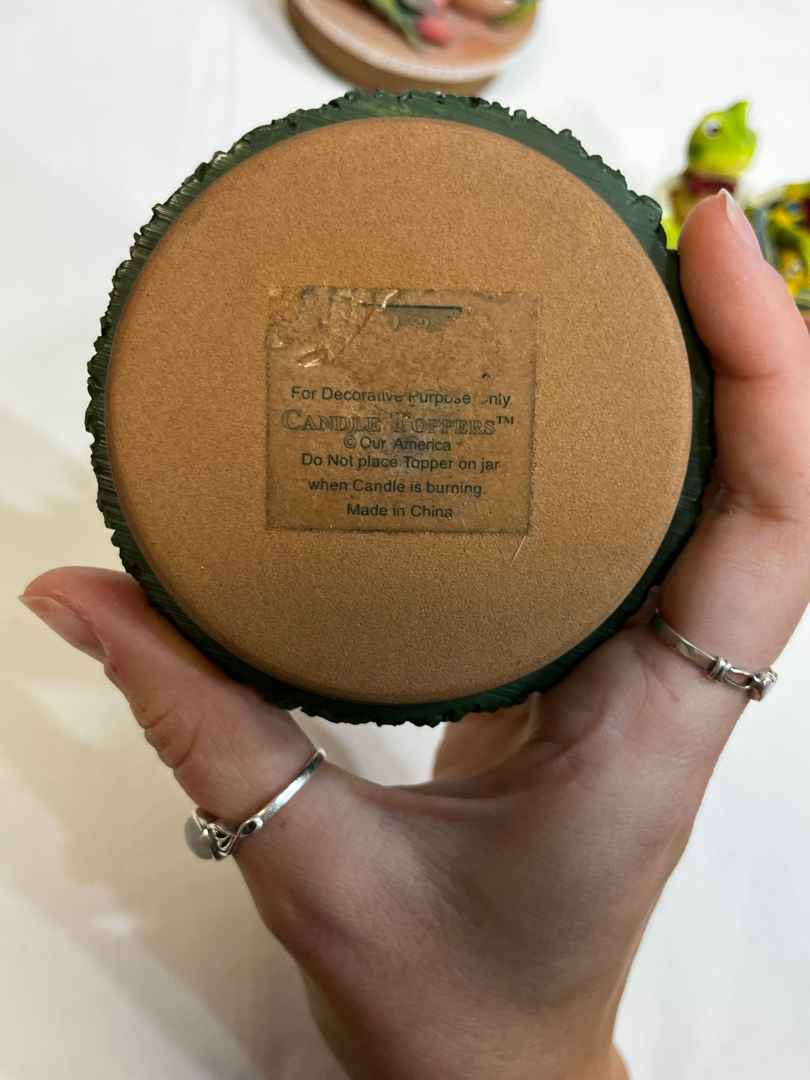 For Decorative Purpose Only.
CANDLE TOPPERS™
© Our America
Do Not place Topper on jar
when Candle is burning.
Made in China